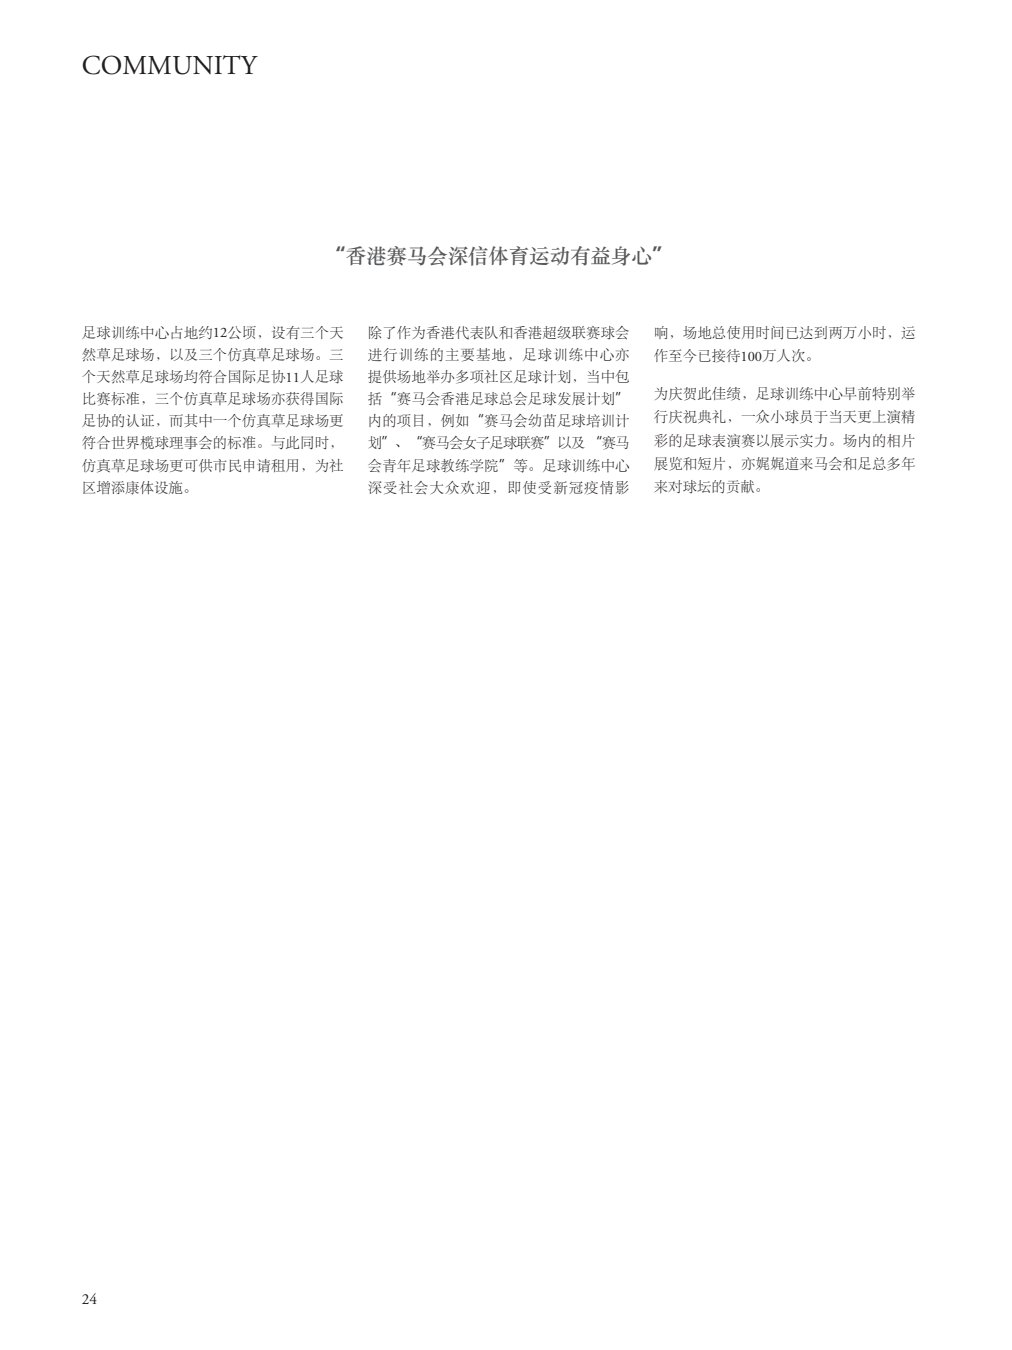 COMMUNITY
“香港赛马会深信体育运动有益身心”
足球训练中心占地约12公顷，设有三个天
然草足球场，以及三个仿真草足球场。三
个天然草足球场均符合国际足协11人足球
比赛标准，三个仿真草足球场亦获得国际
足协的认证，而其中一个仿真草足球场更
符合世界榄球理事会的标准。与此同时，
仿真草足球场更可供市民申请租用，为社
区增添康体设施。
除了作为香港代表队和香港超级联赛球会
进行训练的主要基地，足球训练中心亦
提供场地举办多项社区足球计划，当中包
括“赛马会香港足球总会足球发展计划”
内的项目，例如“赛马会幼苗足球培训计
划”、“赛马会女子足球联赛”以及“赛马
会青年足球教练学院”等。足球训练中心
深受社会大众欢迎，即使受新冠疫情影
响，场地总使用时间已达到两万小时，运
作至今已接待100万人次。
为庆贺此佳绩，足球训练中心早前特别举
行庆祝典礼，一众小球员于当天更上演精
彩的足球表演赛以展示实力。场内的相片
展览和短片，亦娓娓道来马会和足总多年
来对球坛的贡献。
24